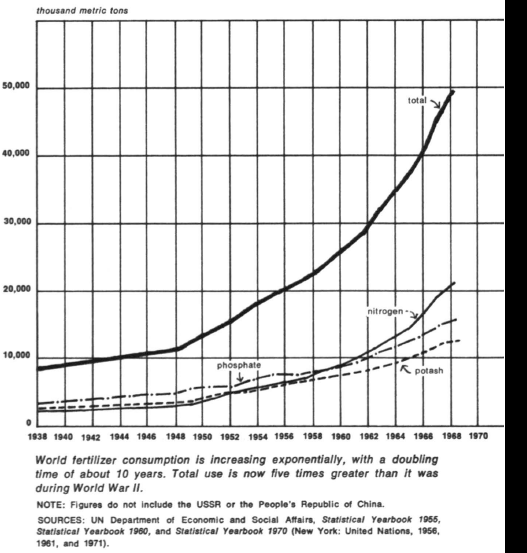 thousand metric tons
50,000
total
40,000
30,000
20,000
nitrogen
10,000
phosphate
potash
0
1938 1940 1942 1944 1946 1948 1950 1952 1954 1956 1958 1960 1962 1964 1966 1968 1970
World fertilizer consumption is increasing exponentially, with a doubling
time of about 10 years. Total use is now five times greater than it was
during World War II.
NOTE: Figures do not include the USSR or the People's Republic of China.
SOURCES: UN Department of Economic and Social Affairs, Statistical Yearbook 1955,
Statistical Yearbook 1960, and Statistical Yearbook 1970 (New York: United Nations, 1956,
1961, and 1971).